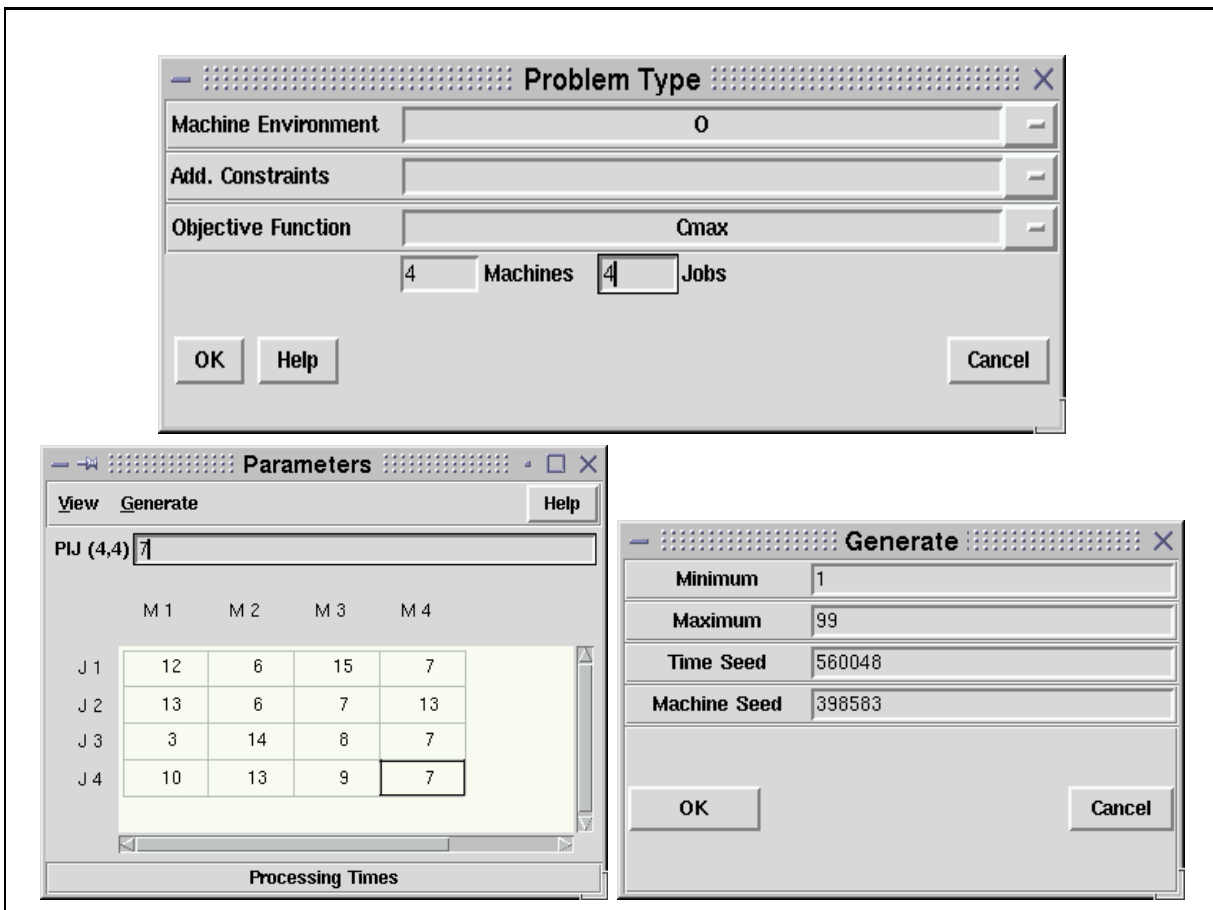 Problem Type
Machine Environment O
Add. Constraints
Objective Function Cmax
4 Machines 4 Jobs
OK Help Cancel
Parameters
View Generate Help
PIJ (4,4) 7
M 1 M 2 M 3 M 4
J 1 12 6 15 7
J 2 13 6 7 13
J 3 3 14 8 7
J 4 10 13 9 7
Processing Times
Generate
Minimum 1
Maximum 99
Time Seed 560048
Machine Seed 398583
OK Cancel